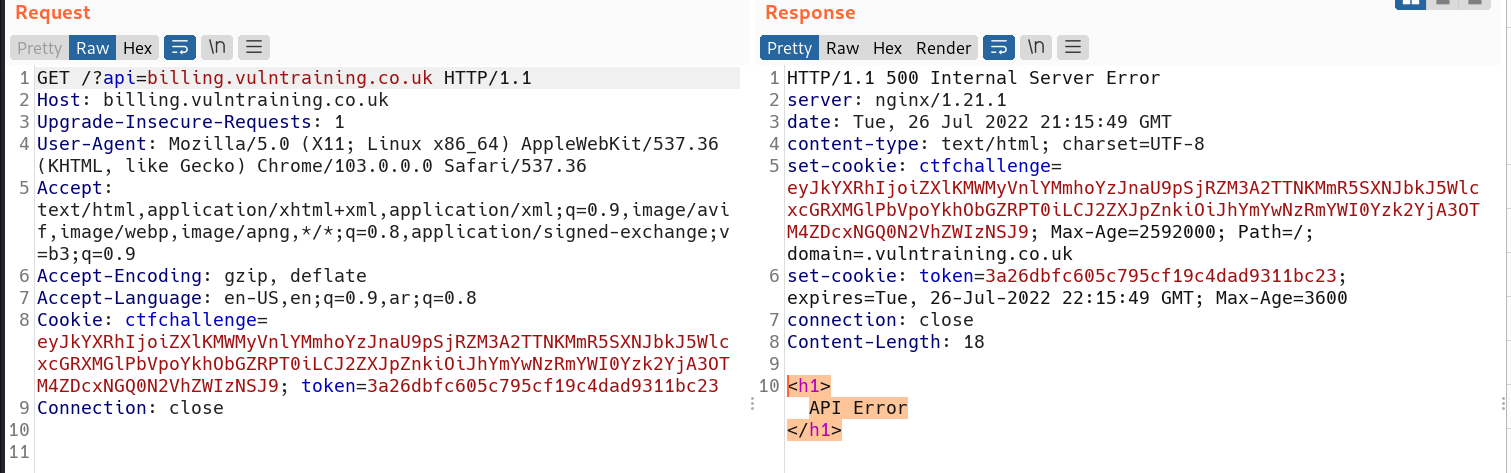 Request
Pretty Raw Hex \n
1 GET /?api=billing.vulntraining.co.uk HTTP/1.1
2 Host: billing.vulntraining.co.uk
3 Upgrade-Insecure-Requests: 1
4 User-Agent: Mozilla/5.0 (X11; Linux x86_64) AppleWebKit/537.36
(KHTML, like Gecko) Chrome/103.0.0.0 Safari/537.36
5 Accept:
text/html,application/xhtml+xml,application/xml;q=0.9,image/avi
f,image/webp,image/apng,*/*;q=0.8,application/signed-exchange;v
=b3;q=0.9
6 Accept-Encoding: gzip, deflate
7 Accept-Language: en-US,en;q=0.9,ar;q=0.8
8 Cookie: ctfchallenge=
eyJkYXRhIjoiZXlKMWMyVnlYMmhoYzJnaU9pSjRZM3A2TTNKMmR5SXNJbkJ5Wlc
xcGRXMGlPbVpoYkhObGZRPT0iLCJ2ZXJpZnkiOiJhYmYwNzRmYWI0Yzk2YjA3OT
M4ZDcxNGQ0N2VhZWIzNSJ9; token=3a26dbfc605c795cf19c4dad9311bc23
9 Connection: close
10
11
Response
Pretty Raw Hex Render \n
1 HTTP/1.1 500 Internal Server Error
2 server: nginx/1.21.1
3 date: Tue, 26 Jul 2022 21:15:49 GMT
4 content-type: text/html; charset=UTF-8
5 set-cookie: ctfchallenge=
eyJkYXRhIjoiZXlKMWMyVnlYMmhoYzJnaU9pSjRZM3A2TTNKMmR5SXNJbkJ5Wlc
xcGRXMGlPbVpoYkhObGZRPT0iLCJ2ZXJpZnkiOiJhYmYwNzRmYWI0Yzk2YjA3OT
M4ZDcxNGQ0N2VhZWIzNSJ9; Max-Age=2592000; Path=/;
domain=.vulntraining.co.uk
6 set-cookie: token=3a26dbfc605c795cf19c4dad9311bc23;
expires=Tue, 26-Jul-2022 22:15:49 GMT; Max-Age=3600
7 connection: close
8 Content-Length: 18
9
10 <h1>
API Error
</h1>